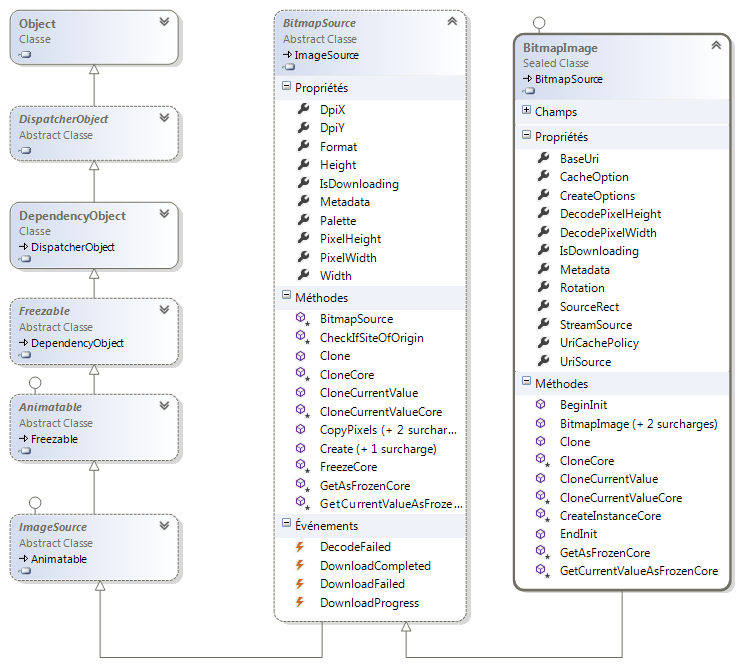 Object
Classe
DispatcherObject
Abstract Classe
DependencyObject
Classe
DispatcherObject
Freezable
Abstract Classe
DependencyObject
Animatable
Abstract Classe
Freezable
ImageSource
Abstract Classe
Animatable
BitmapSource
Abstract Classe
ImageSource
Propriétés
DpiX
DpiY
Format
Height
IsDownloading
Metadata
Palette
PixelHeight
PixelWidth
Width
Méthodes
BitmapSource
CheckIfSiteOfOrigin
Clone
CloneCore
CloneCurrentValue
CloneCurrentValueCore
CopyPixels (+ 2 surchar...
Create (+ 1 surcharge)
FreezeCore
GetAsFrozenCore
GetCurrentValueAsFroze...
Événements
DecodeFailed
DownloadCompleted
DownloadFailed
DownloadProgress
BitmapImage
Sealed Classe
BitmapSource
Champs
Propriétés
BaseUri
CacheOption
CreateOptions
DecodePixelHeight
DecodePixelWidth
IsDownloading
Metadata
Rotation
SourceRect
StreamSource
UriCachePolicy
UriSource
Méthodes
BeginInit
BitmapImage (+ 2 surcharges)
Clone
CloneCore
CloneCurrentValue
CloneCurrentValueCore
CreateInstanceCore
EndInit
GetAsFrozenCore
GetCurrentValueAsFrozenCore